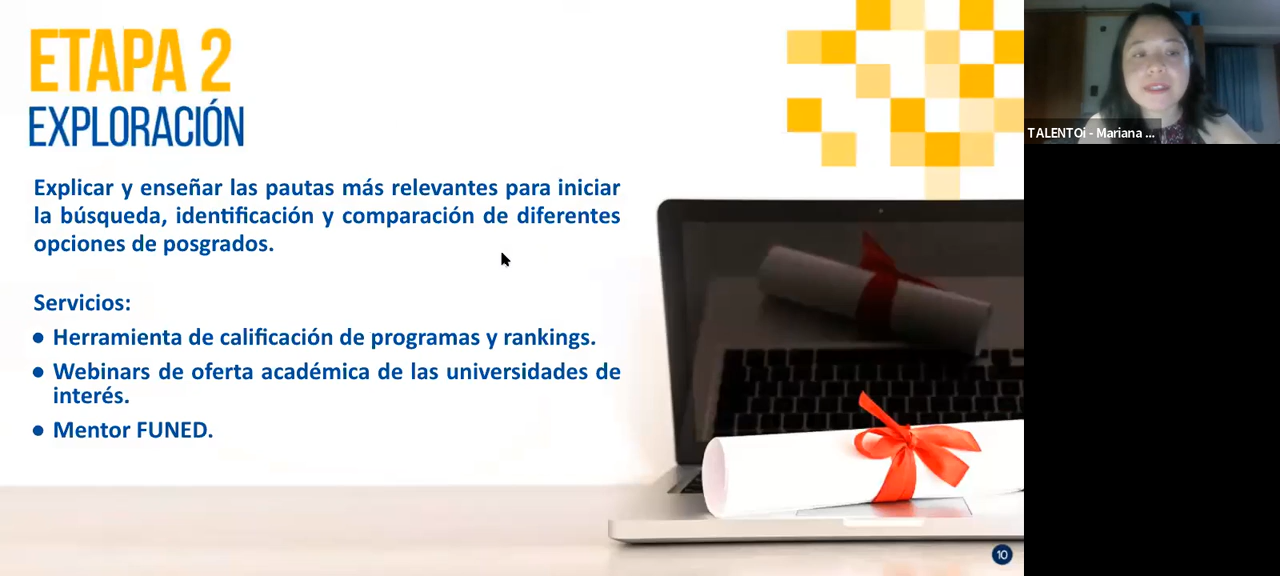 ETAPA 2
EXPLORACIÓN
Explicar y enseñar las pautas más relevantes para iniciar
la búsqueda, identificación y comparación de diferentes
opciones de posgrados.
Servicios:
● Herramienta de calificación de programas y rankings.
● Webinars de oferta académica de las universidades de
interés.
● Mentor FUNED.
10
TALENTOi - Mariana ...